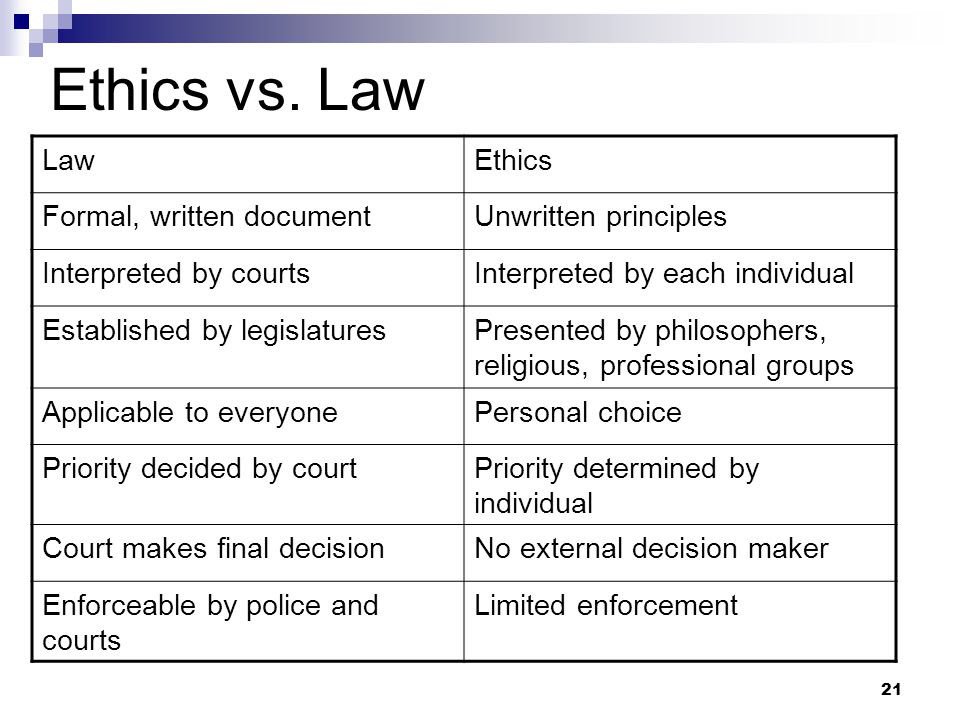 Ethics vs. Law
Law
Ethics
Formal, written document
Unwritten principles
Interpreted by courts
Interpreted by each individual
Established by legislatures
Presented by philosophers,
religious, professional groups
Applicable to everyone
Personal choice
Priority decided by court
Priority determined by
individual
Court makes final decision
No external decision maker
Enforceable by police and
courts
Limited enforcement
21